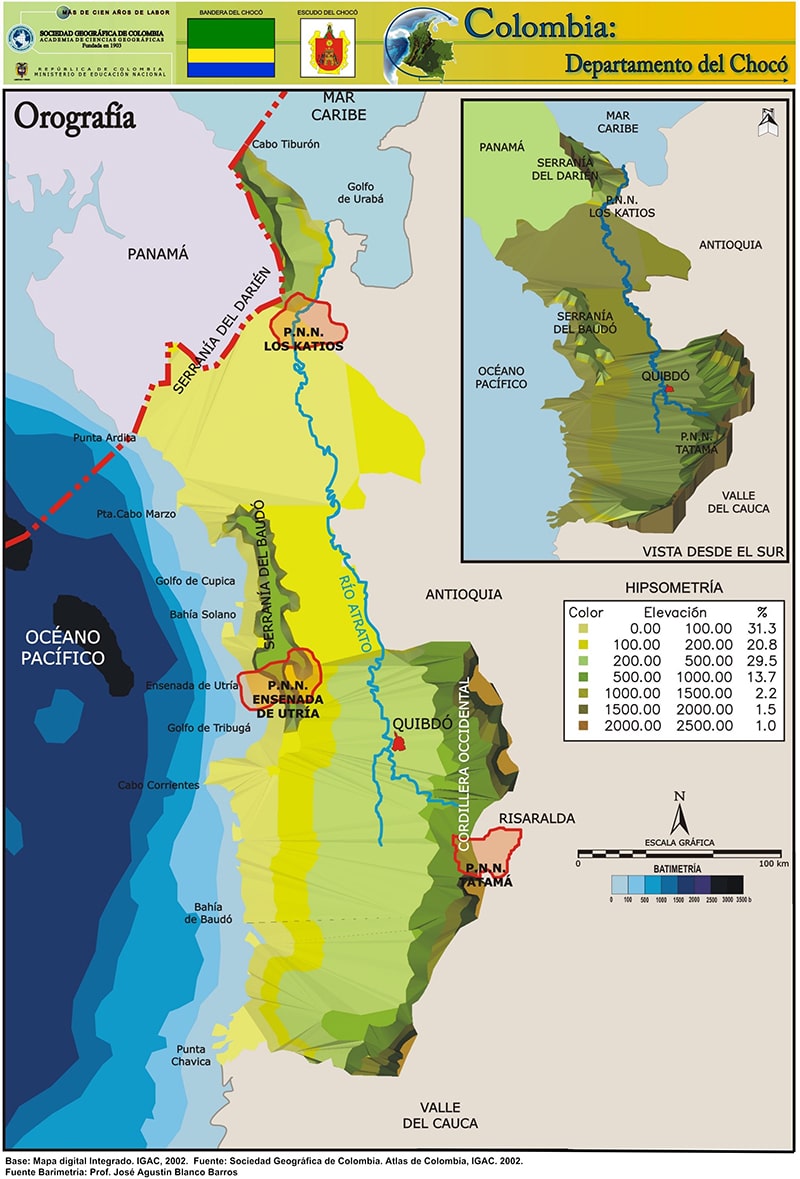 MÁS DE CIEN AÑOS DE LABOR
SOCIEDAD GEOGRÁFICA DE COLOMBIA
ACADEMIA DE CIENCIAS GEOGRÁFICAS
Fundada en 1903
REPÚBLICA DE COLOMBIA
MINISTERIO DE EDUCACIÓN NACIONAL
BANDERA DEL CHOCÓ
ESCUDO DEL CHOCÓ
Colombia:
Departamento del Chocó
Orografía
MAR
CARIBE
Cabo Tiburón
Golfo
de Urabá
PANAMÁ
SERRANÍA DEL DARIÉN
P.N.N.
LOS KATIOS
Punta Ardita
Pta.Cabo Marzo
SERRANÍA DEL BAUDÓ
Golfo de Cupica
Bahía Solano
RÍO ATRATO
ANTIOQUIA
OCÉANO
PACÍFICO
Ensenada de Utría
P.N.N.
ENSENADA
DE UTRÍA
Golfo de Tribugá
QUIBDÓ
CORDILLERA OCCIDENTAL
Cabo Corrientes
RISARALDA
P.N.N.
TATAMÁ
Bahía
de Baudó
Punta
Chavica
VALLE
DEL CAUCA
MAR
CARIBE
N
PANAMÁ
SERRANÍA
DEL DARIÉN
P.N.N.
LOS KATIOS
ANTIOQUIA
SERRANÍA
DEL BAUDÓ
OCÉANO
PACÍFICO
QUIBDÓ
P.N.N.
TATAMÁ
VALLE
DEL CAUCA
VISTA DESDE EL SUR
HIPSOMETRÍA
Color Elevación %
0.00 100.00 31.3
100.00 200.00 20.8
200.00 500.00 29.5
500.00 1000.00 13.7
1000.00 1500.00 2.2
1500.00 2000.00 1.5
2000.00 2500.00 1.0
N
ESCALA GRÁFICA
0 100 km
BATIMETRÍA
0 100 500 1000 1500 2000 2500 3000 3500 b
Base: Mapa digital Integrado. IGAC, 2002. Fuente: Sociedad Geográfica de Colombia. Atlas de Colombia, IGAC. 2002.
Fuente Barimetria: Prof. José Agustin Blanco Barros